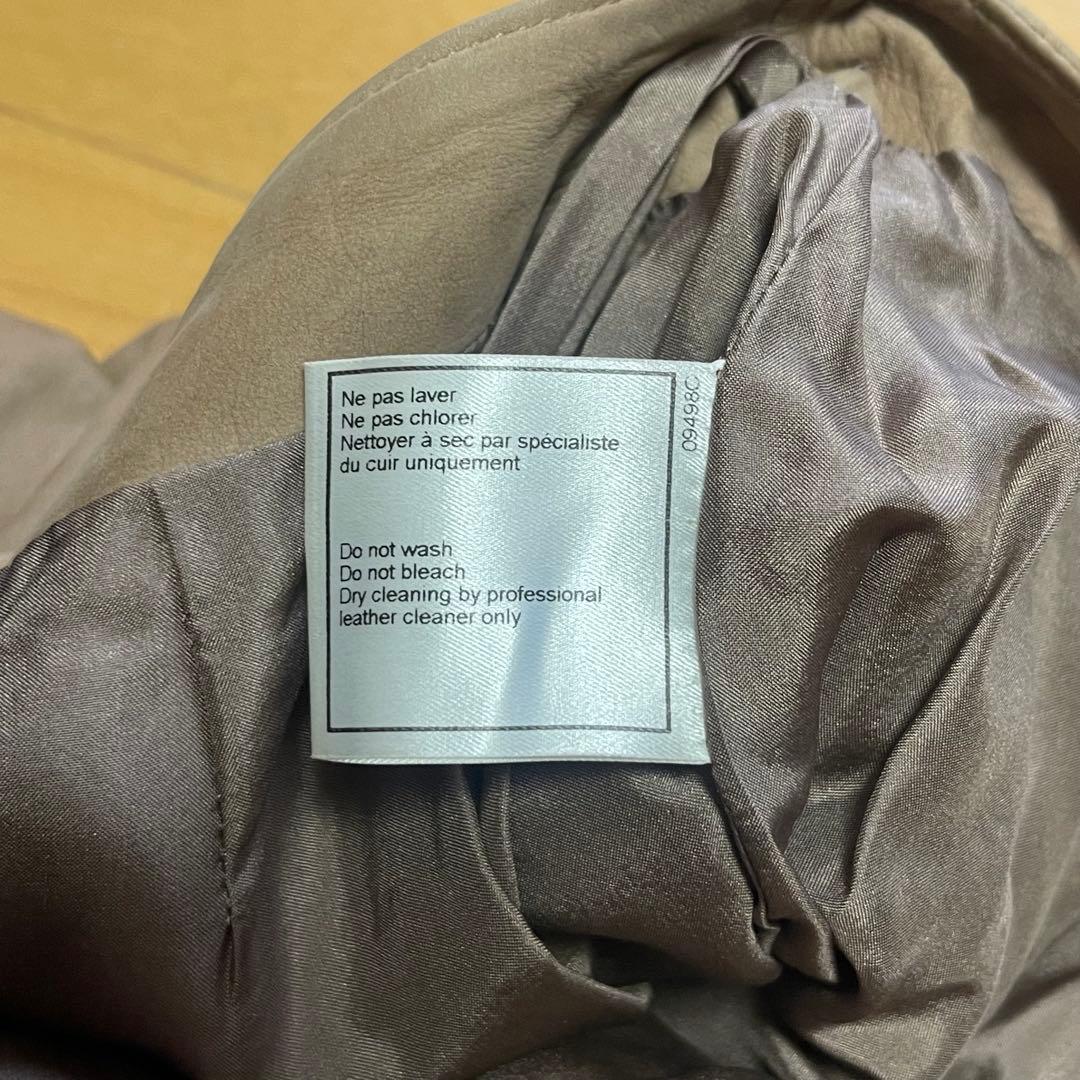 Ne pas laver
Ne pas chlorer
Nettoyer à sec par spécialiste
du cuir uniquement
Do not wash
Do not bleach
Dry cleaning by professional
leather cleaner only
09498C